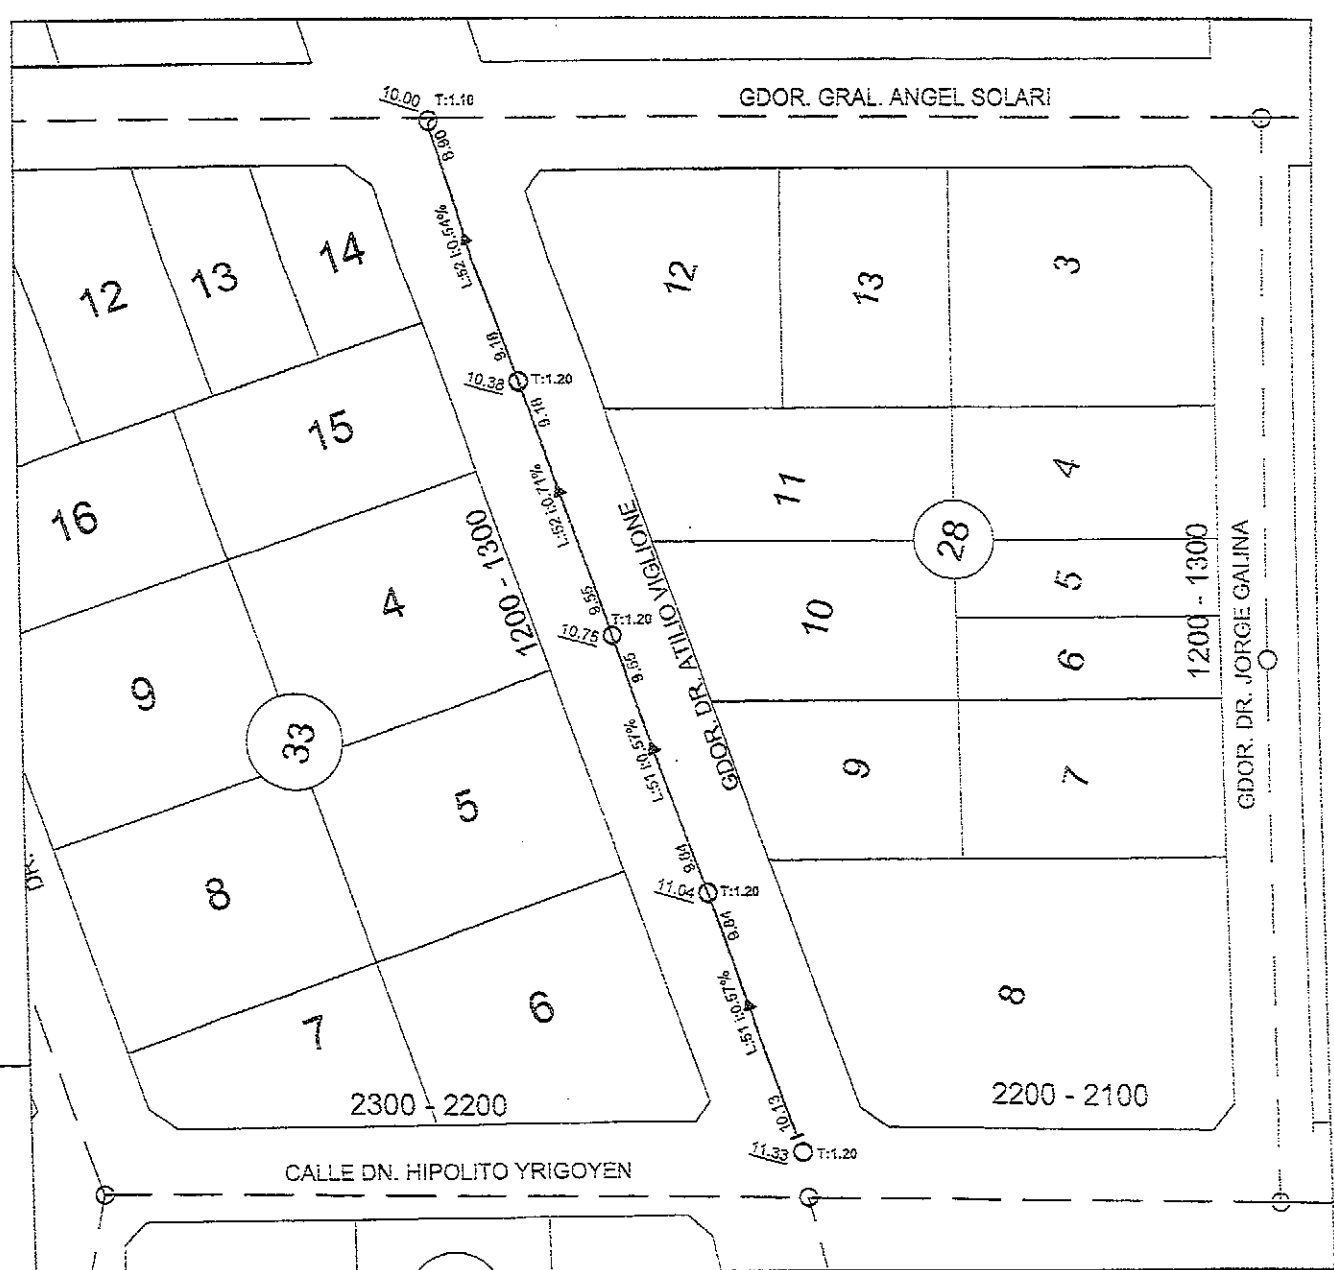 GDOR. GRAL. ANGEL SOLARI
10.00
T:1.10
8.90
L:52 i:0.54%
9.18
10.38
T:1.20
9.18
L:52 i:0.71%
9.55
10.75
T:1.20
9.55
L:51 i:0.57%
9.84
11.04
T:1.20
9.84
L:51 i:0.57%
10.13
11.33
T:1.20
12
13
14
15
16
4
9
33
5
8
6
7
DR.
1200 - 1300
GDOR. DR. ATILIO VIGLIONE
12
13
3
11
4
28
10
5
6
9
7
8
1200 - 1300
GDOR. DR. JORGE GALINA
2300 - 2200
2200 - 2100
CALLE DN. HIPOLITO YRIGOYEN